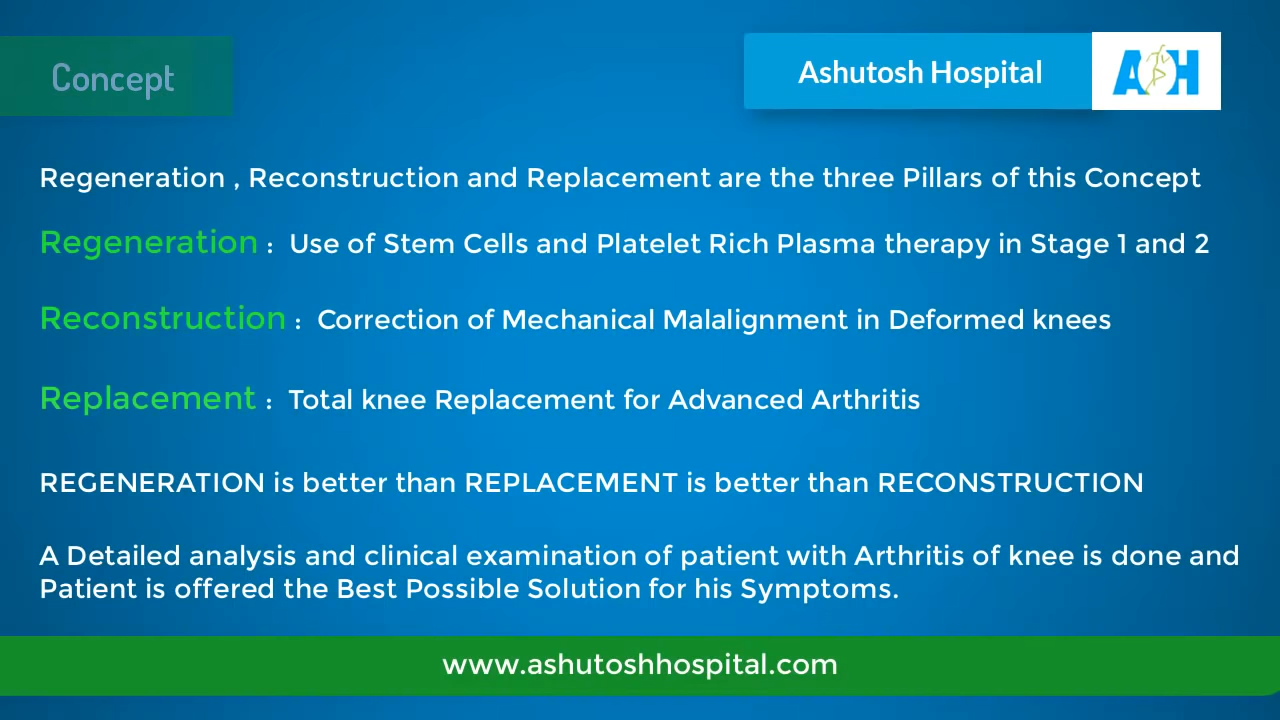 Concept
Ashutosh Hospital
ASH
Regeneration , Reconstruction and Replacement are the three Pillars of this Concept
Regeneration : Use of Stem Cells and Platelet Rich Plasma therapy in Stage 1 and 2
Reconstruction : Correction of Mechanical Malalignment in Deformed knees
Replacement : Total knee Replacement for Advanced Arthritis
REGENERATION is better than REPLACEMENT is better than RECONSTRUCTION
A Detailed analysis and clinical examination of patient with Arthritis of knee is done and
Patient is offered the Best Possible Solution for his Symptoms.
www.ashutoshhospital.com